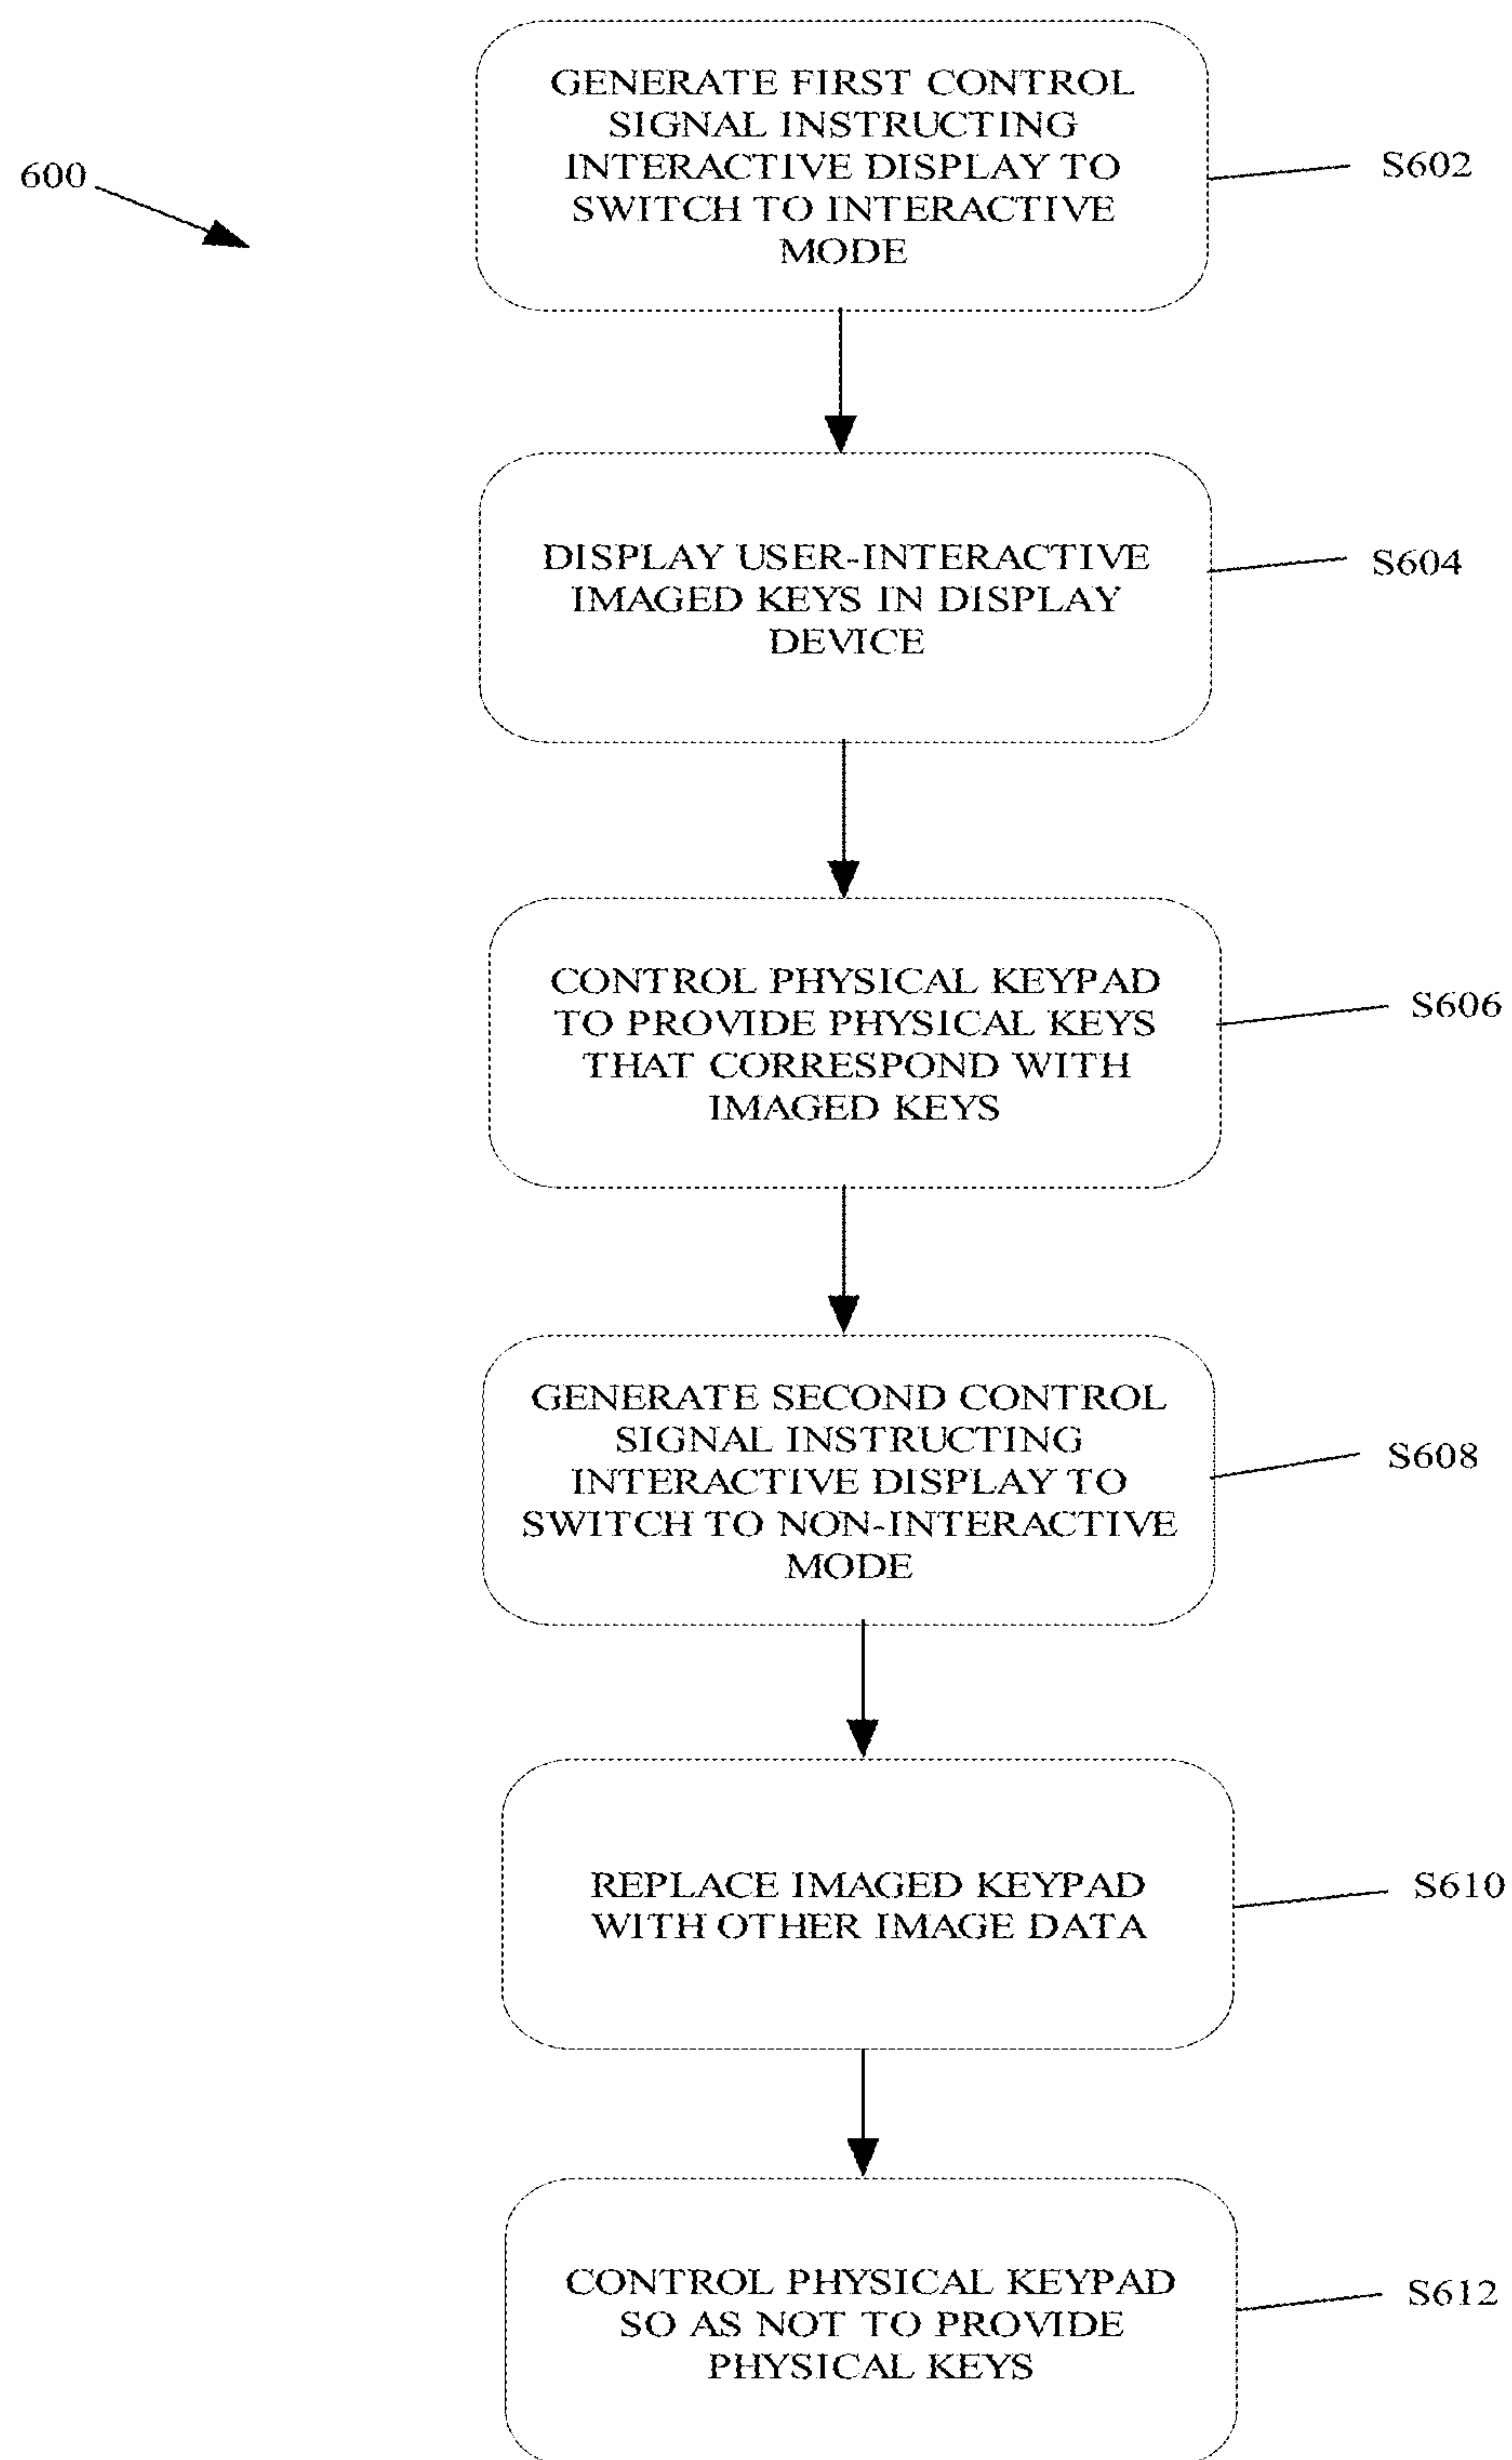 GENERATE FIRST CONTROL
SIGNAL INSTRUCTING
INTERACTIVE DISPLAY TO
SWITCH TO INTERACTIVE
MODE
S602
600
DISPLAY USER-INTERACTIVE
IMAGED KEYS IN DISPLAY
DEVICE
S604
CONTROL PHYSICAL KEYPAD
TO PROVIDE PHYSICAL KEYS
THAT CORRESPOND WITH
IMAGED KEYS
S606
GENERATE SECOND CONTROL
SIGNAL INSTRUCTING
INTERACTIVE DISPLAY TO
SWITCH TO NON-INTERACTIVE
MODE
S608
REPLACE IMAGED KEYPAD
WITH OTHER IMAGE DATA
S610
CONTROL PHYSICAL KEYPAD
SO AS NOT TO PROVIDE
PHYSICAL KEYS
S612